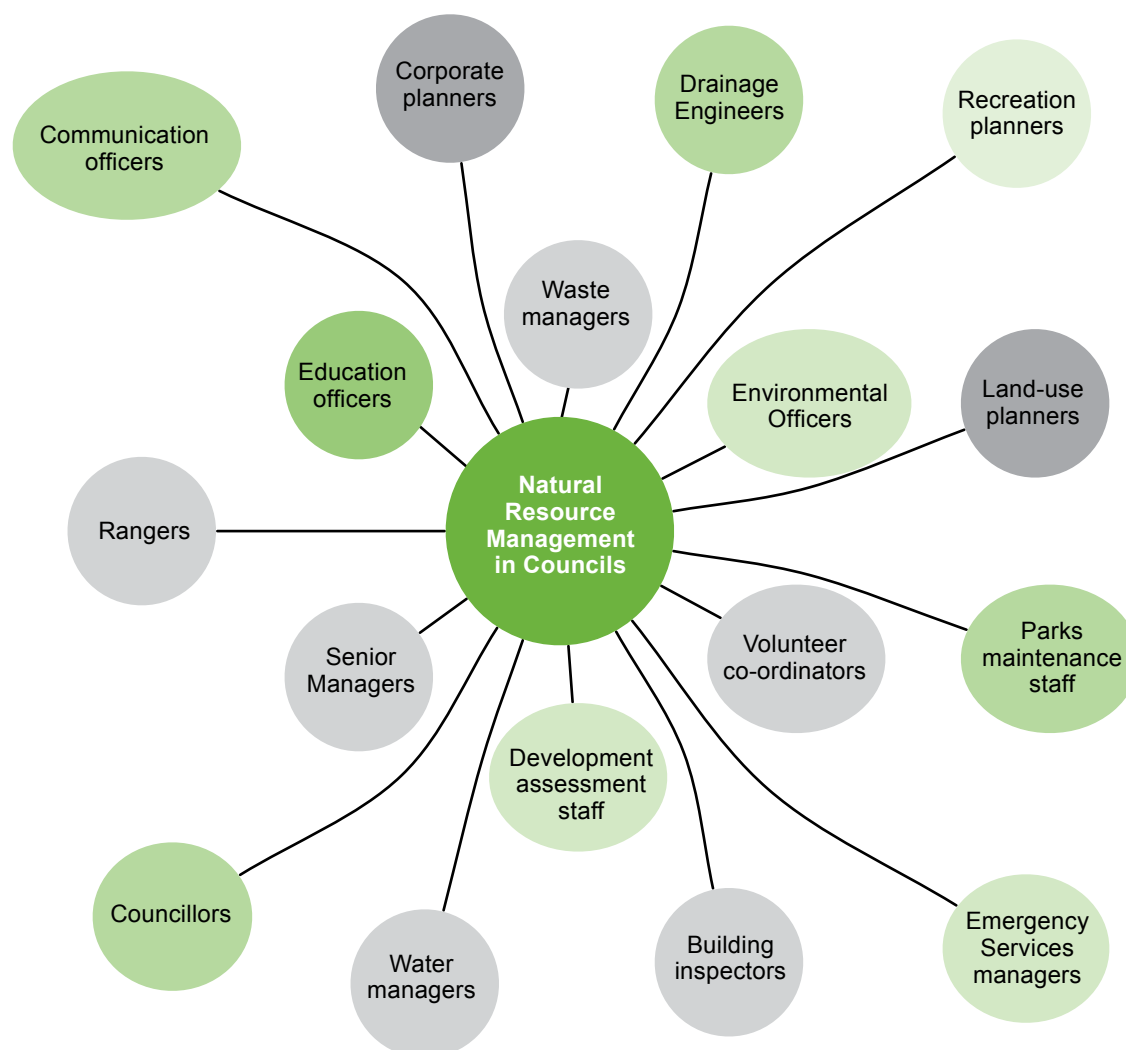 Corporate
planners
Drainage
Engineers
Recreation
planners
Communication
officers
Waste
managers
Education
officers
Environmental
Officers
Land-use
planners
Natural
Resource
Management
in Councils
Rangers
Senior
Managers
Volunteer
co-ordinators
Parks
maintenance
staff
Development
assessment
staff
Councillors
Water
managers
Building
inspectors
Emergency
Services
managers